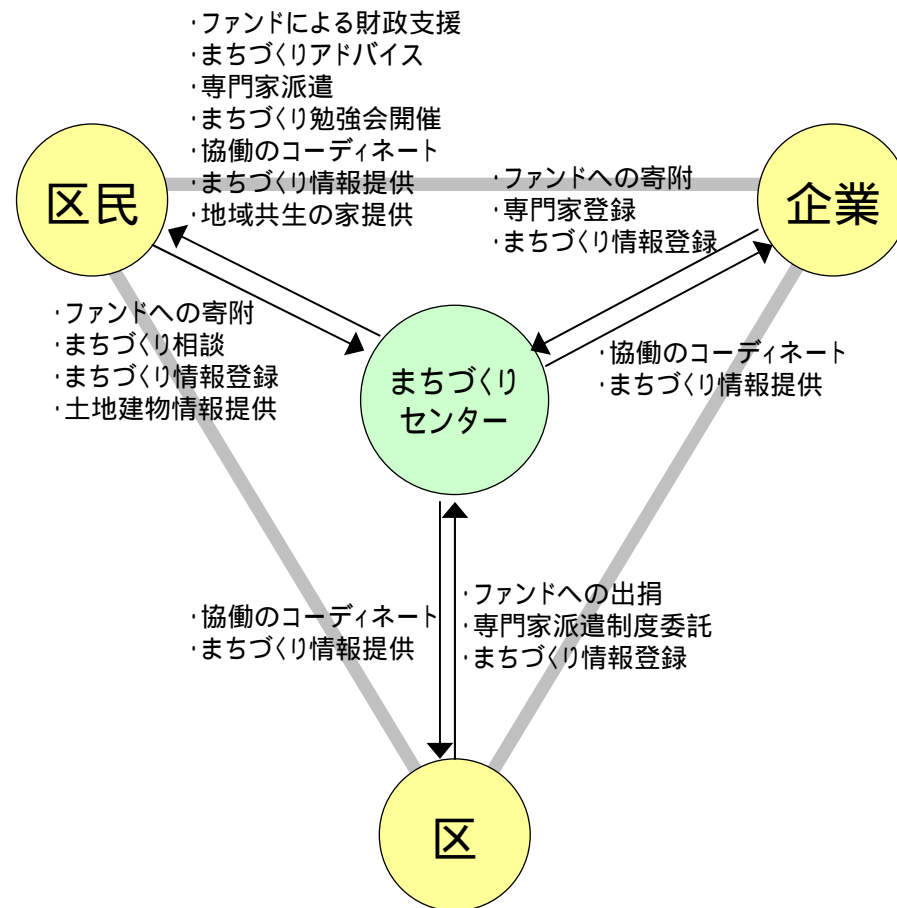 ・ファンドによる財政支援
・まちづくりアドバイス
・専門家派遣
・まちづくり勉強会開催
・協働のコーディネート
・まちづくり情報提供
・地域共生の家提供
区民
・ファンドへの寄附
・専門家登録
・まちづくり情報登録
企業
・ファンドへの寄附
・まちづくり相談
・まちづくり情報登録
・土地建物情報提供
まちづくり
センター
・協働のコーディネート
・まちづくり情報提供
・協働のコーディネート
・まちづくり情報提供
・ファンドへの出捐
・専門家派遣制度委託
・まちづくり情報登録
区